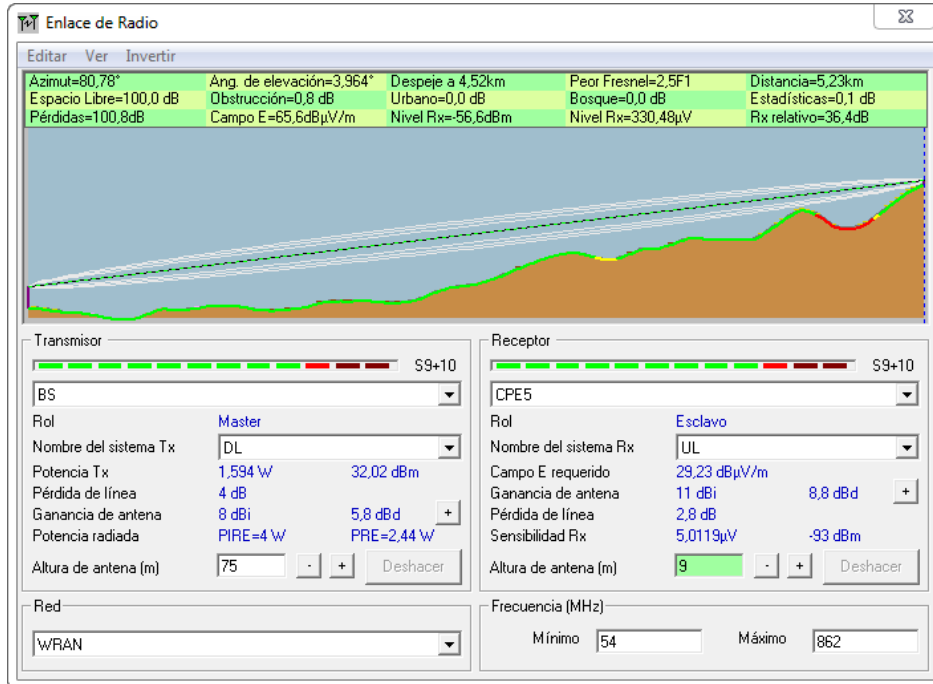 Enlace de Radio
Editar Ver Invertir
Azimut=80,78° Ang. de elevación=3,964° Despeje a 4,52km Peor Fresnel=2,5F1 Distancia=5,23km
Espacio Libre=100,0 dB Obstrucción=0,8 dB Urbano=0,0 dB Bosque=0,0 dB Estadísticas=0,1 dB
Pérdidas=100,8dB Campo E=65,6dBµV/m Nivel Rx=-56,6dBm Nivel Rx=330,48µV Rx relativo=36,4dB
Transmisor
S9+10
BS
Rol Master
Nombre del sistema Tx DL
Potencia Tx 1,594 W 32,02 dBm
Pérdida de línea 4 dB
Ganancia de antena 8 dBi 5,8 dBd +
Potencia radiada PIRE=4 W PRE=2,44 W
Altura de antena (m) 75 - + Deshacer
Receptor
S9+10
CPE5
Rol Esclavo
Nombre del sistema Rx UL
Campo E requerido 29,23 dBµV/m
Ganancia de antena 11 dBi 8,8 dBd +
Pérdida de línea 2,8 dB
Sensibilidad Rx 5,0119µV -93 dBm
Altura de antena (m) 9 - + Deshacer
Red
WRAN
Frecuencia (MHz)
Mínimo 54 Máximo 862